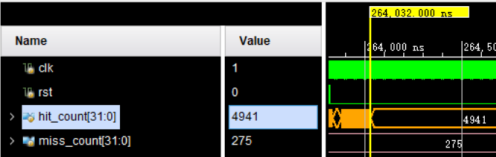 264,032.000 ns
Name Value
264,000 ns 264,50
clk 1
rst 0
hit_count[31:0] 4941 4941
miss_count[31:0] 275 275